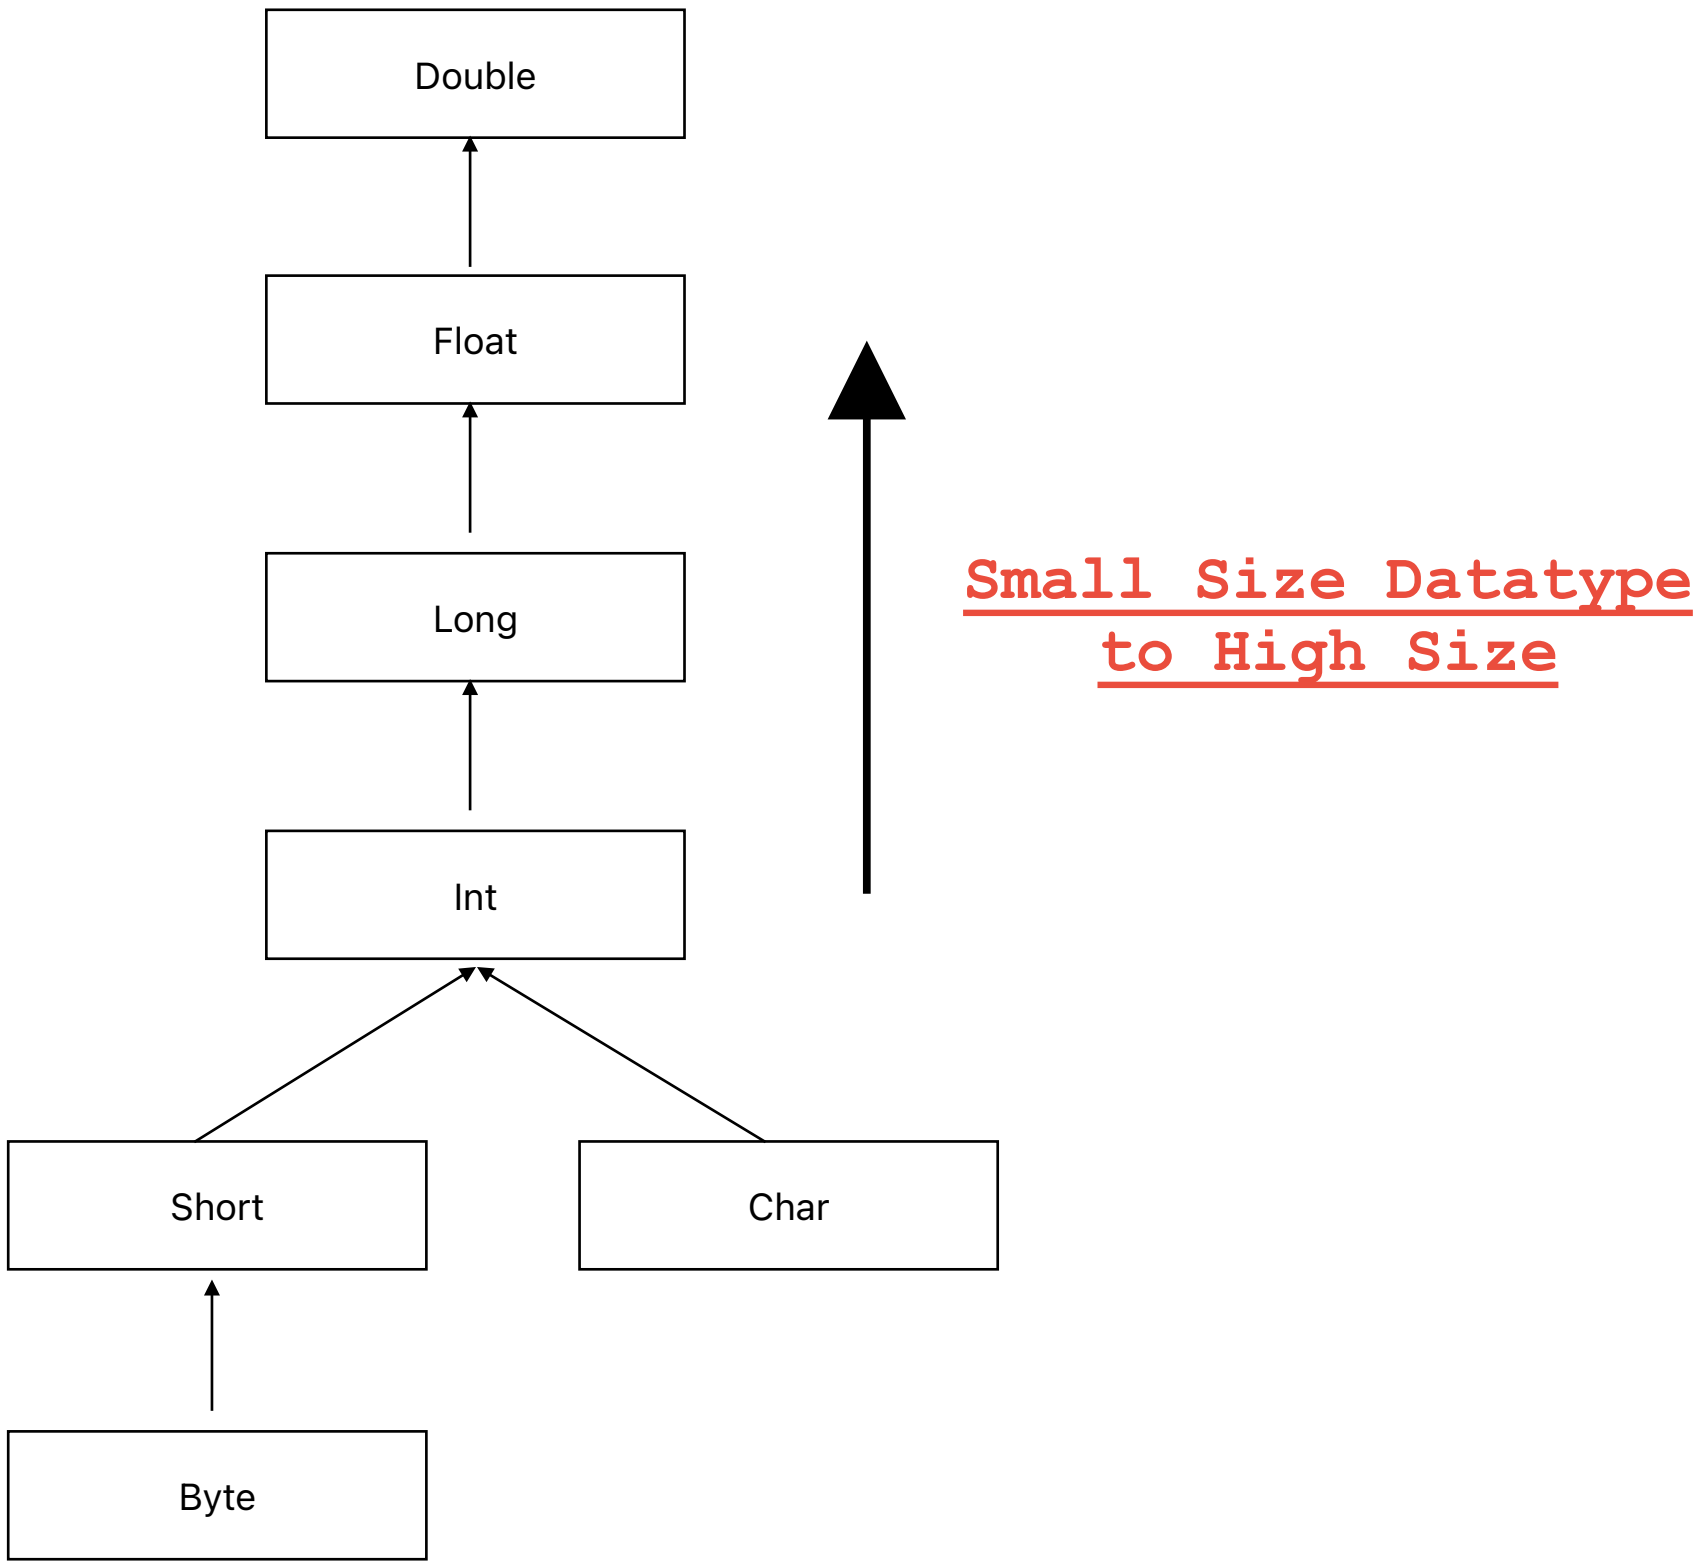 Double
Float
Long
Small Size Datatype
to High Size
Int
Short
Char
Byte